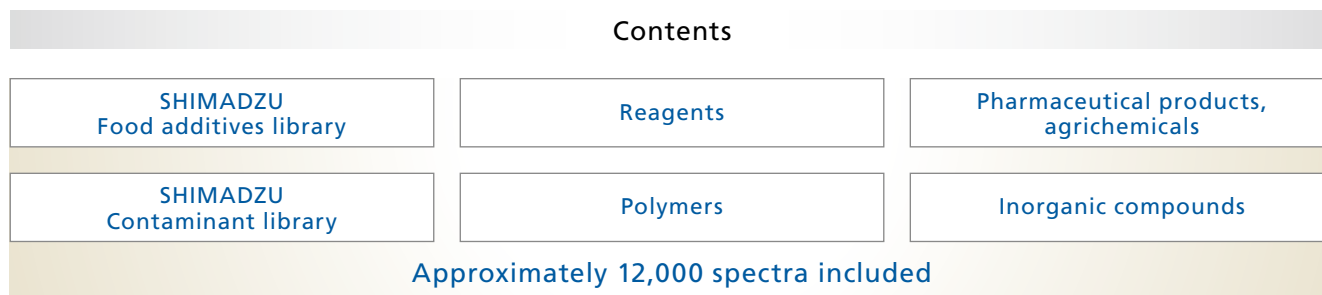 Contents
SHIMADZU
Food additives library
Reagents
Pharmaceutical products,
agrichemicals
SHIMADZU
Contaminant library
Polymers
Inorganic compounds
Approximately 12,000 spectra included